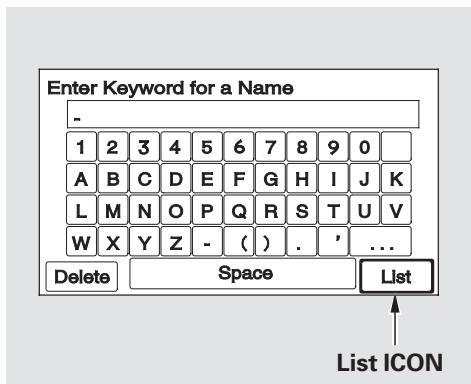 Enter Keyword for a Name
-
1 2 3 4 5 6 7 8 9 0
A B C D E F G H I J K
L M N O P Q R S T U V
W X Y Z - ( ) . ' ...
Delete Space List
List ICON